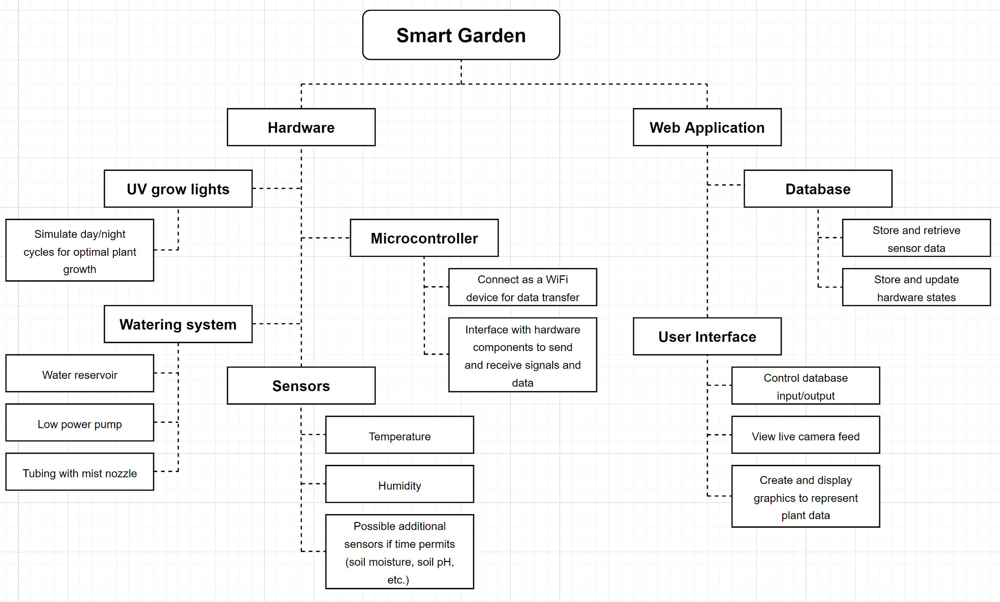 Smart Garden
Hardware
Web Application
UV grow lights
Simulate day/night
cycles for optimal plant
growth
Microcontroller
Connect as a WiFi
device for data transfer
Interface with hardware
components to send
and receive signals and
data
Watering system
Water reservoir
Low power pump
Tubing with mist nozzle
Sensors
Temperature
Humidity
Possible additional
sensors if time permits
(soil moisture, soil pH,
etc.)
Database
Store and retrieve
sensor data
Store and update
hardware states
User Interface
Control database
input/output
View live camera feed
Create and display
graphics to represent
plant data